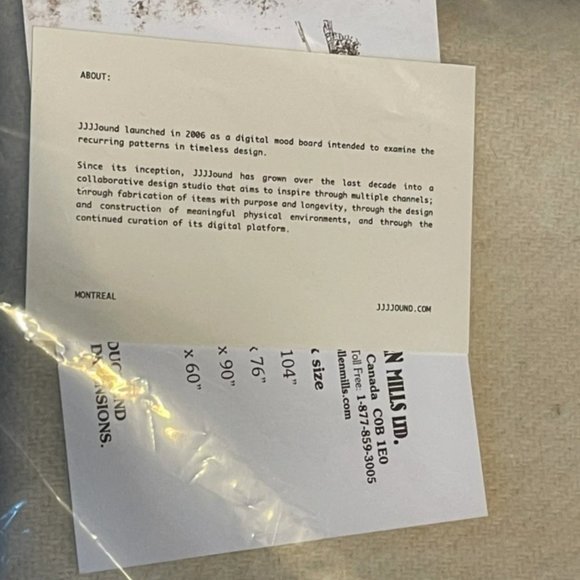 ABOUT:
JJJJound launched in 2006 as a digital mood board intended to examine the
recurring patterns in timeless design.
Since its inception, JJJJound has grown over the last decade into a
collaborative design studio that aims to inspire through multiple channels;
through fabrication of items with purpose and longevity, through the design
and construction of meaningful physical environments, and through the
continued curation of its digital platform.
MONTREAL
JJJJOUND.COM
N MILLS LTD.
Canada C0B 1E0
Toll Free: 1-877-859-3005
llenmills.com
size
104"
76"
x 90"
x 60"
ND
NSIONS.